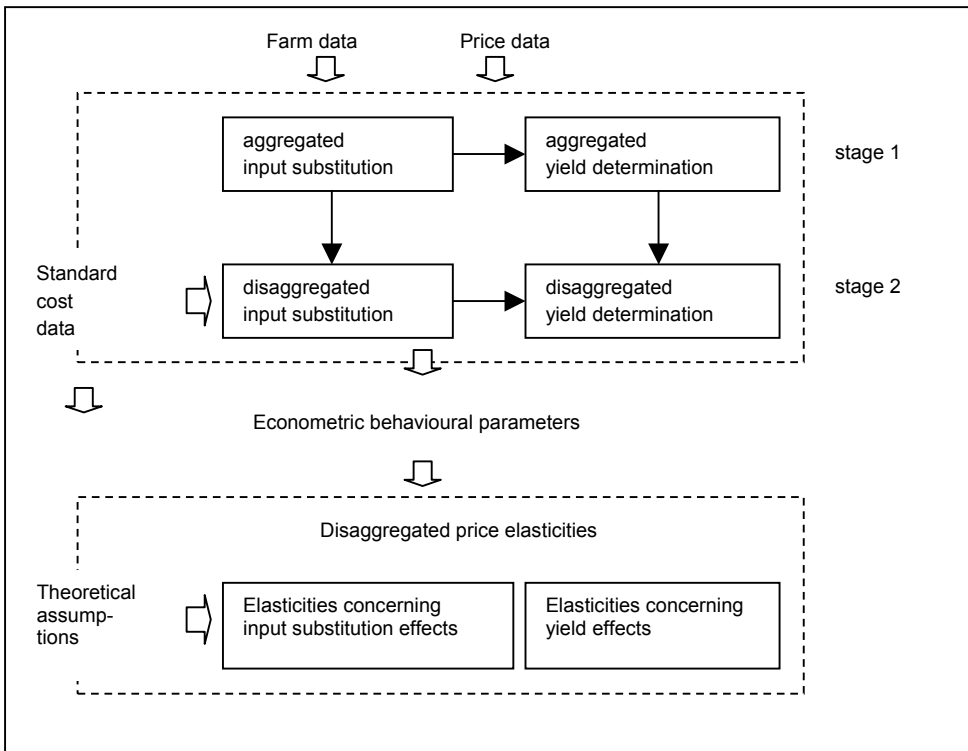 Farm data
Price data
aggregated
input substitution
aggregated
yield determination
stage 1
Standard
cost
data
disaggregated
input substitution
disaggregated
yield determination
stage 2
Econometric behavioural parameters
Disaggregated price elasticities
Theoretical
assump-
tions
Elasticities concerning
input substitution effects
Elasticities concerning
yield effects